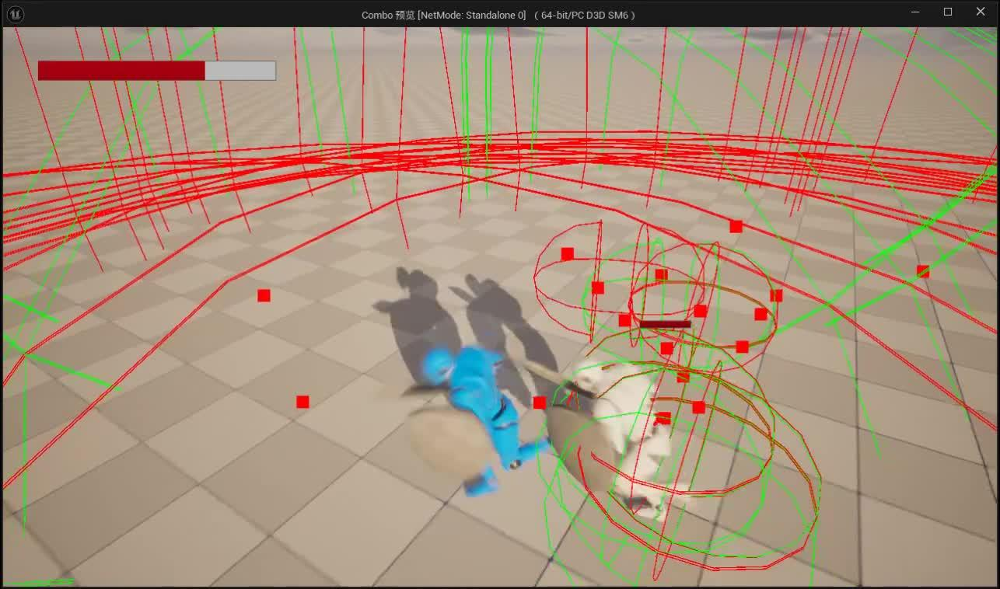 Combo 预览 [NetMode: Standalone 0] （64-bit/PC D3D SM6）